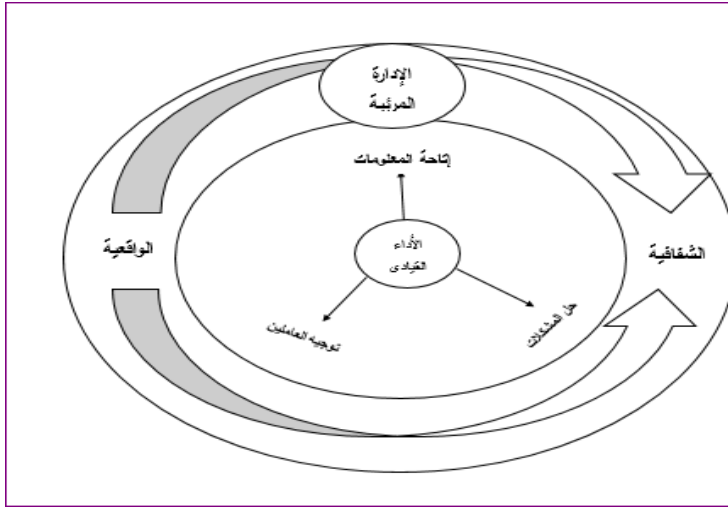 الإدارة
المرئية
إتاحة المعلومات
الواقعية
الأداء
القيادى
الشفافية
توجيه العاملين
حل المشكلات